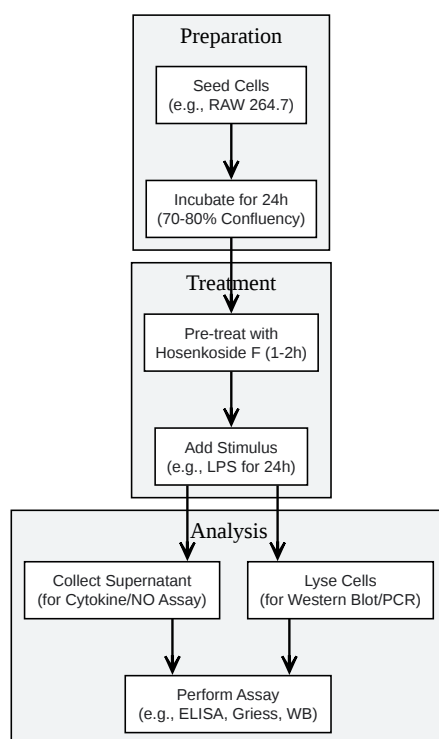 Preparation
Seed Cells
(e.g., RAW 264.7)
Incubate for 24h
(70-80% Confluency)
Treatment
Pre-treat with
Hosenkoside F (1-2h)
Add Stimulus
(e.g., LPS for 24h)
Analysis
Collect Supernatant
(for Cytokine/NO Assay)
Lyse Cells
(for Western Blot/PCR)
Perform Assay
(e.g., ELISA, Griess, WB)